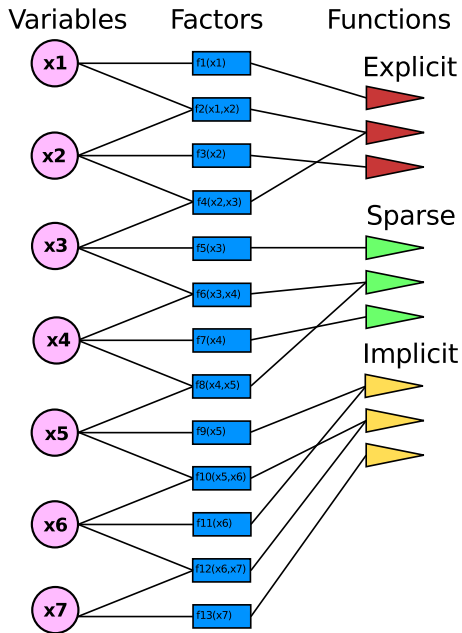 Variables Factors Functions
x1
f1(x1)
Explicit
f2(x1,x2)
x2
f3(x2)
f4(x2,x3)
Sparse
x3
f5(x3)
f6(x3,x4)
x4
f7(x4)
Implicit
f8(x4,x5)
x5
f9(x5)
f10(x5,x6)
x6
f11(x6)
f12(x6,x7)
x7
f13(x7)